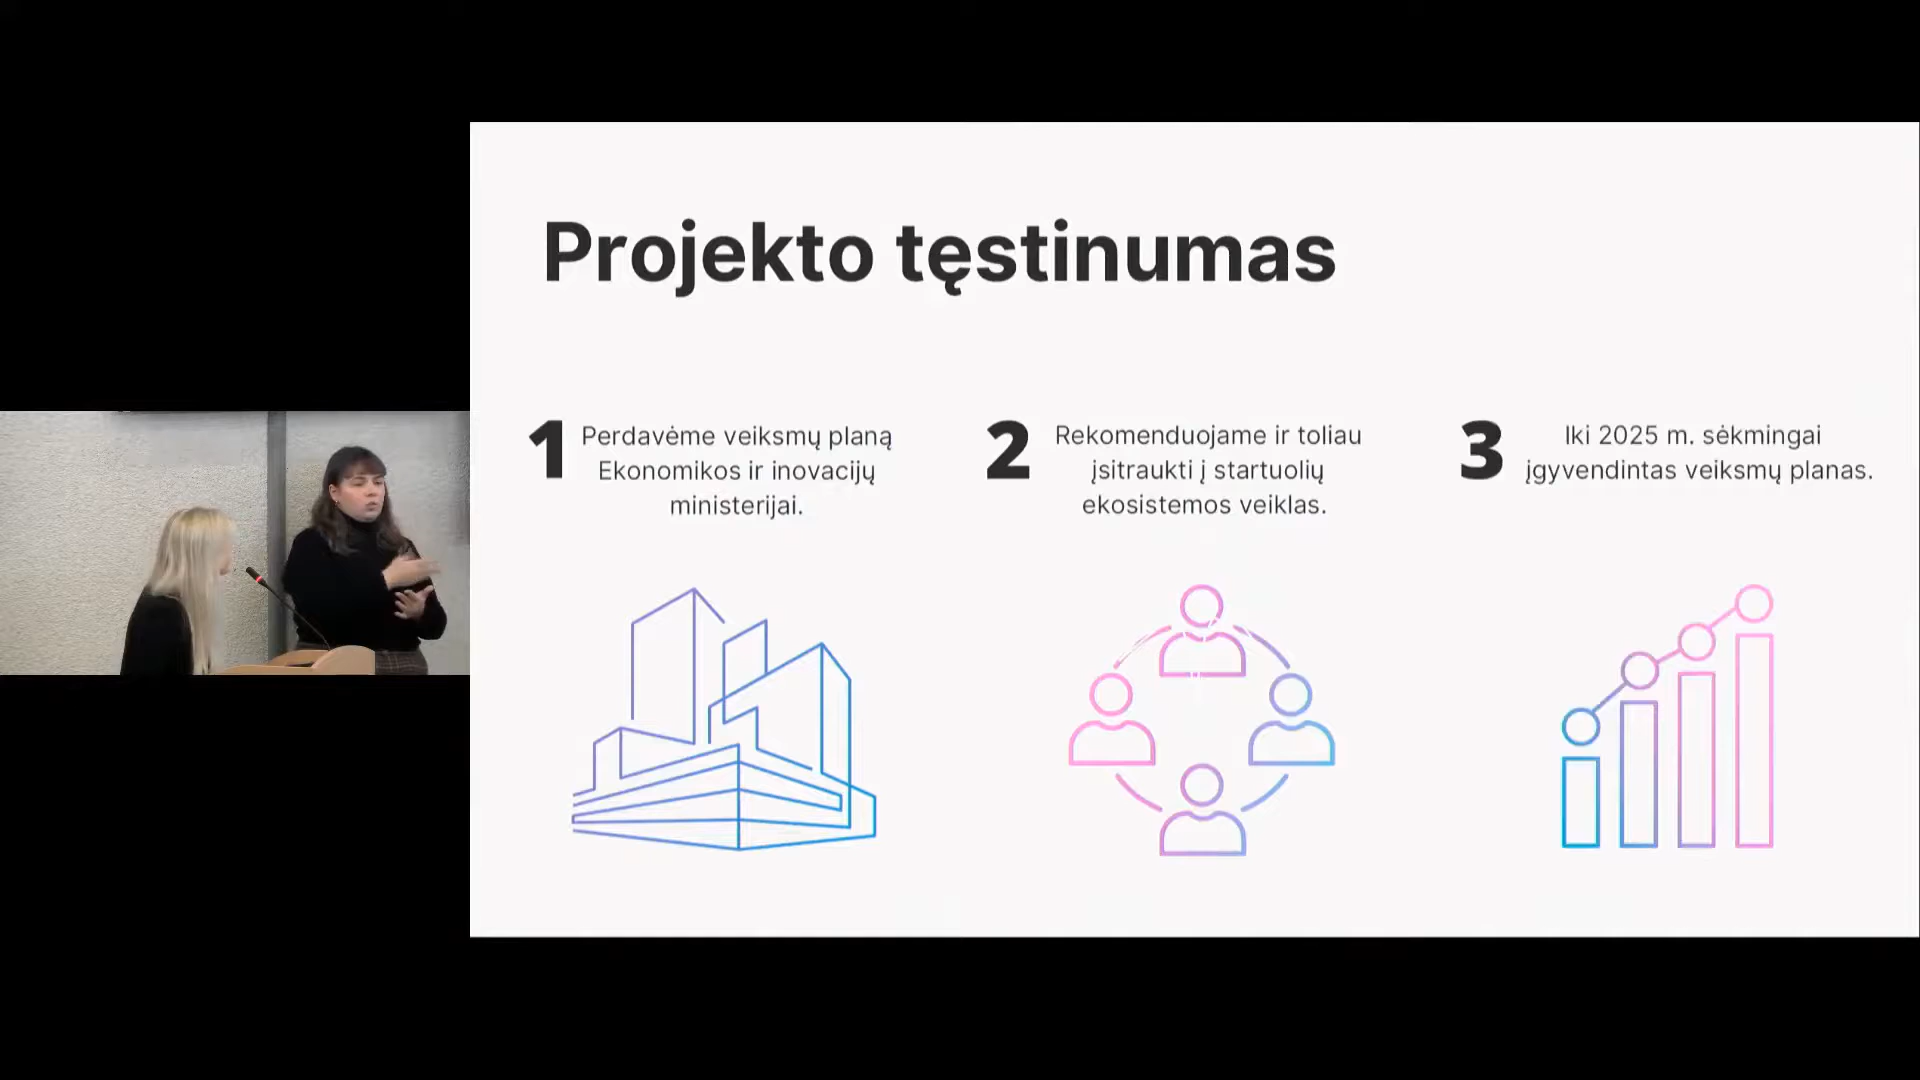 Projekto tęstinumas
1
Perdavėme veiksmų planą
Ekonomikos ir inovacijų
ministerijai.
2
Rekomenduojame ir toliau
įsitraukti į startuolių
ekosistemos veiklas.
3
Iki 2025 m. sėkmingai
įgyvendintas veiksmų planas.